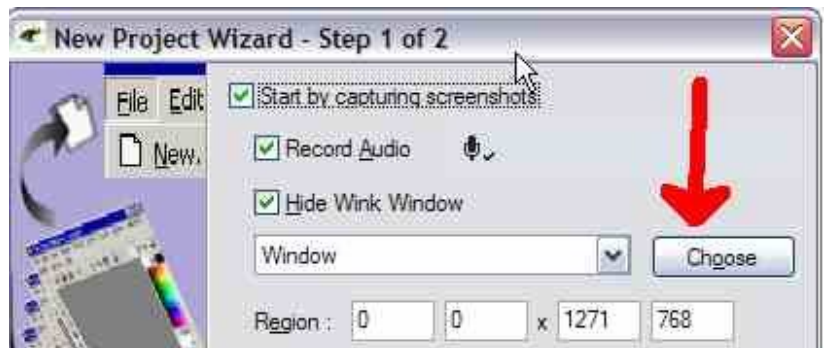 New Project Wizard - Step 1 of 2
File Edit
New.
Start by capturing screenshots
Record Audio
Hide Wink Window
Window
Choose
Region : 0 0 x 1271 768